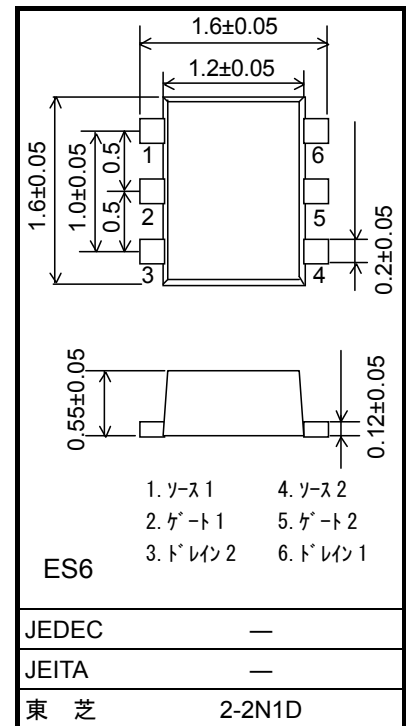 1.6±0.05
1.2±0.05
1.6±0.05
1.0±0.05
0.5
0.5
1
2
3
6
5
4
0.2±0.05
0.55±0.05
0.12±0.05
1. ソース 1 4. ソース 2
2. ゲート 1 5. ゲート 2
3. ドレイン 2 6. ドレイン 1
ES6
JEDEC ―
JEITA ―
東 芝 2-2N1D